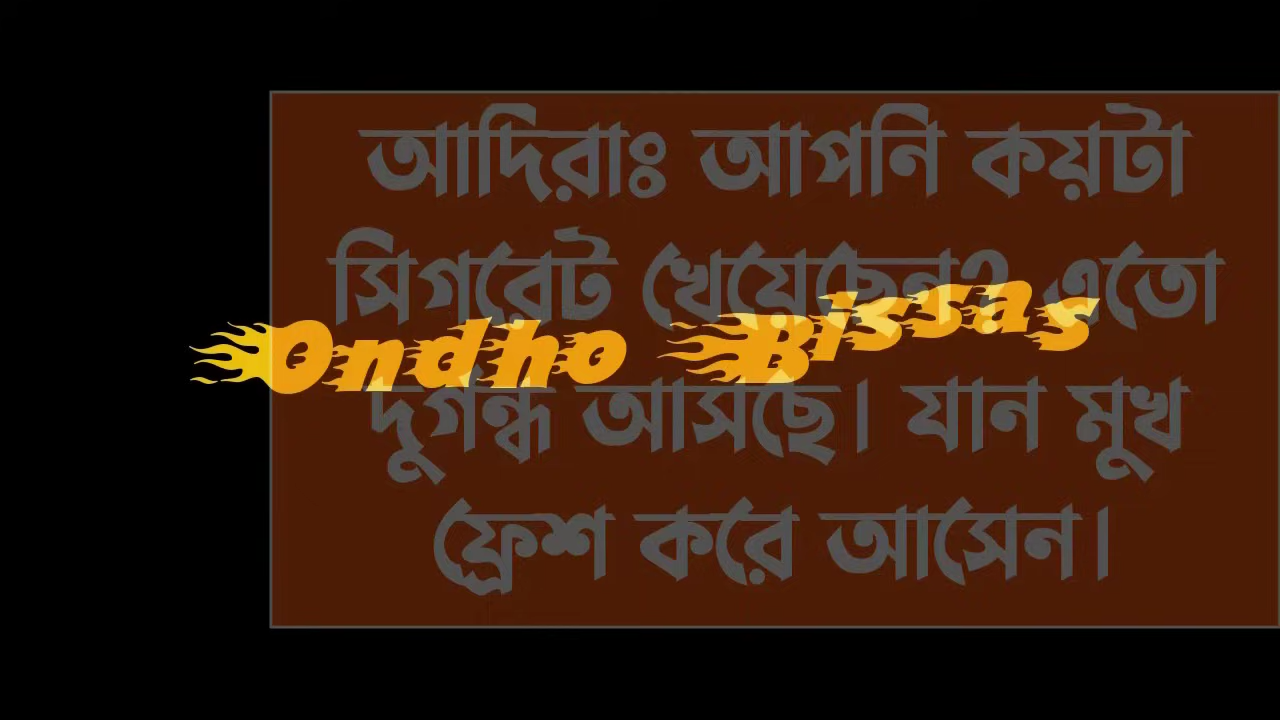 আদিরাঃ আপনি কয়টা
সিগরেট খেয়েছেন? এতো
Ondho Bissas
দুর্গন্ধ আসছে। যান মুখ
ফ্রেশ করে আসেন।